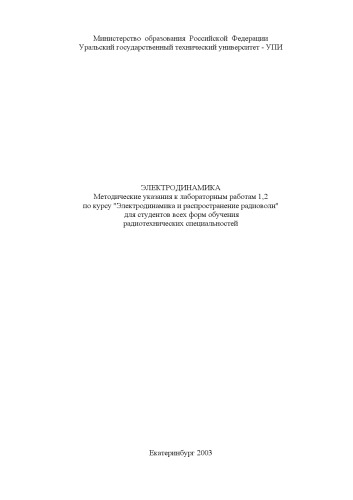 Министерство образования Российской Федерации
Уральский государственный технический университет - УПИ
ЭЛЕКТРОДИНАМИКА
Методические указания к лабораторным работам 1,2
по курсу "Электродинамика и распространение радиоволн"
для студентов всех форм обучения
радиотехнических специальностей
Екатеринбург 2003